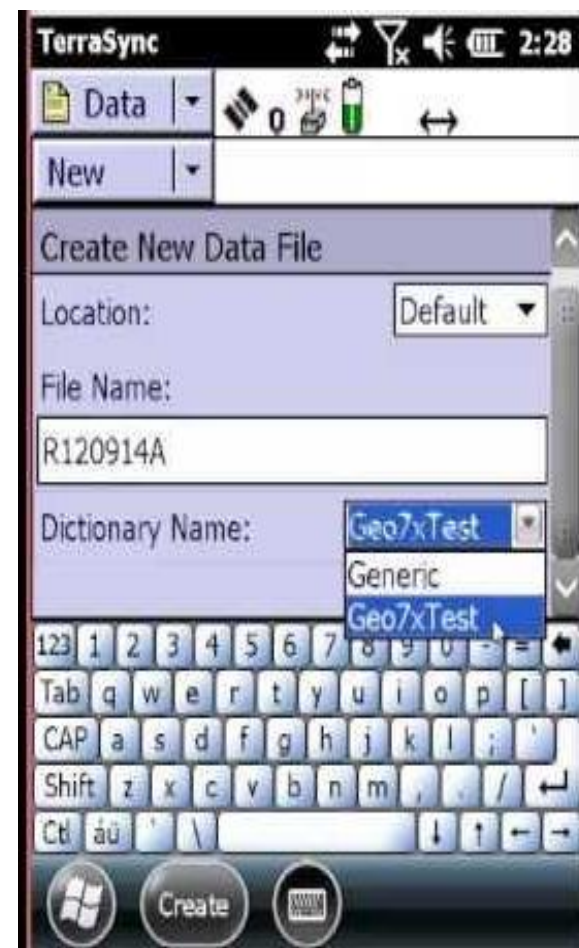 TerraSync 2:28
Data 0
New
Create New Data File
Location: Default
File Name:
R120914A
Dictionary Name: Geo7xTest
Generic
Geo7xTest
123 1 2 3 4 5 6 7 8 9 0 - =
Tab q w e r t y u i o p [ ]
CAP a s d f g h j k l ; '
Shift z x c v b n m , . /
Ctl áü ` \
Create